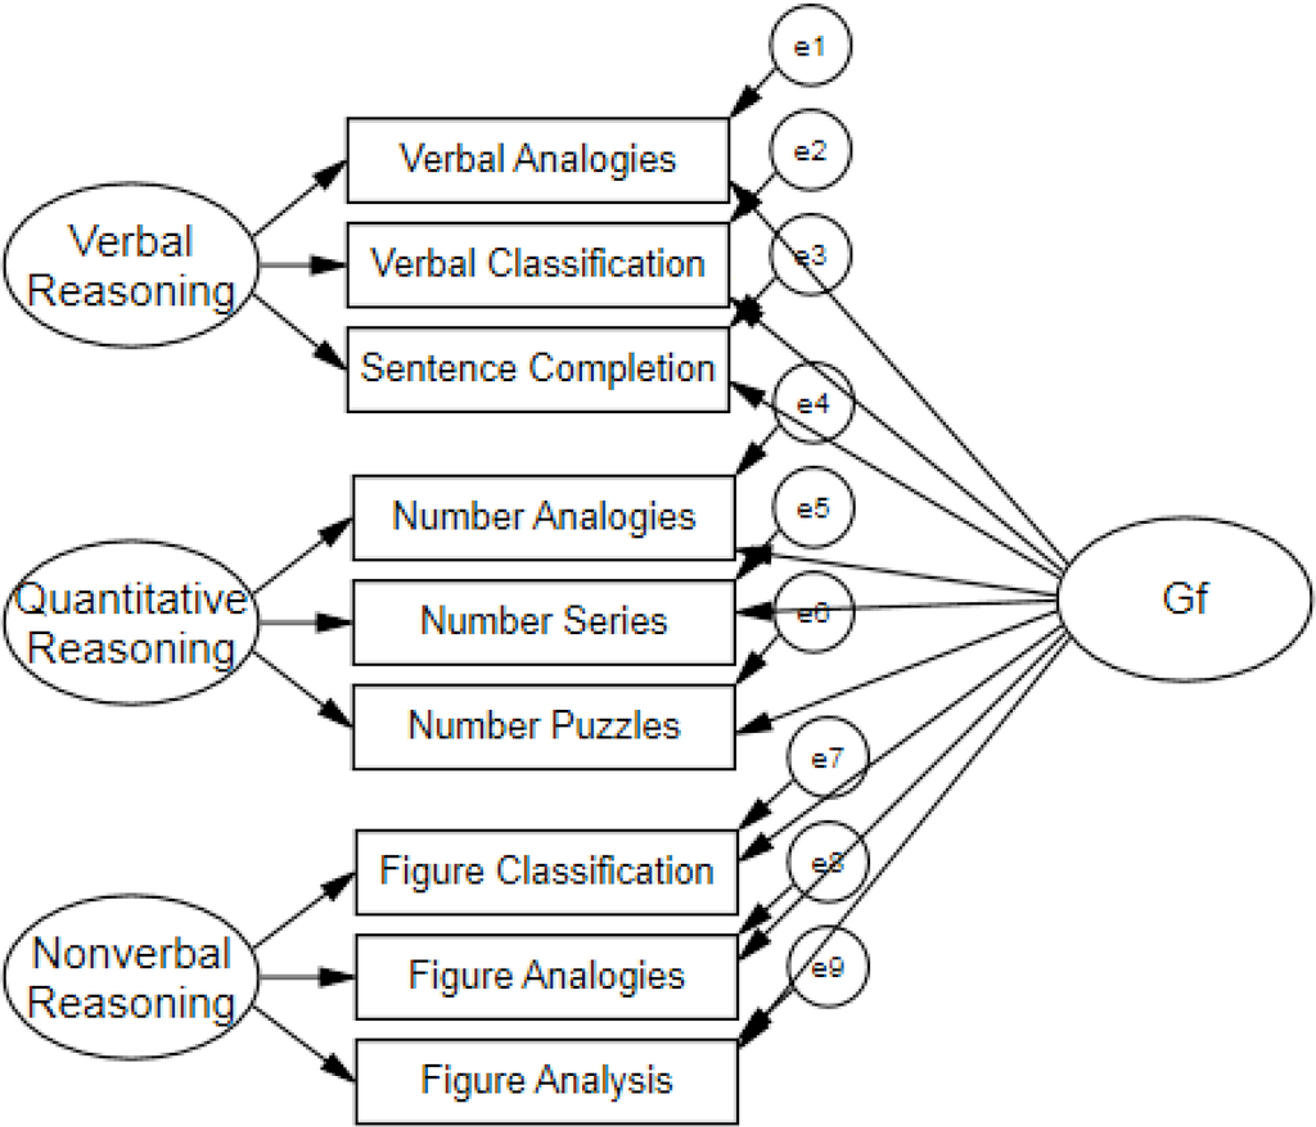 e1
Verbal Analogies
e2
Verbal
Reasoning
Verbal Classification
e3
Sentence Completion
e4
Number Analogies
e5
Quantitative
Reasoning
Number Series
e6
Gf
Number Puzzles
e7
Figure Classification
e8
Nonverbal
Reasoning
Figure Analogies
e9
Figure Analysis